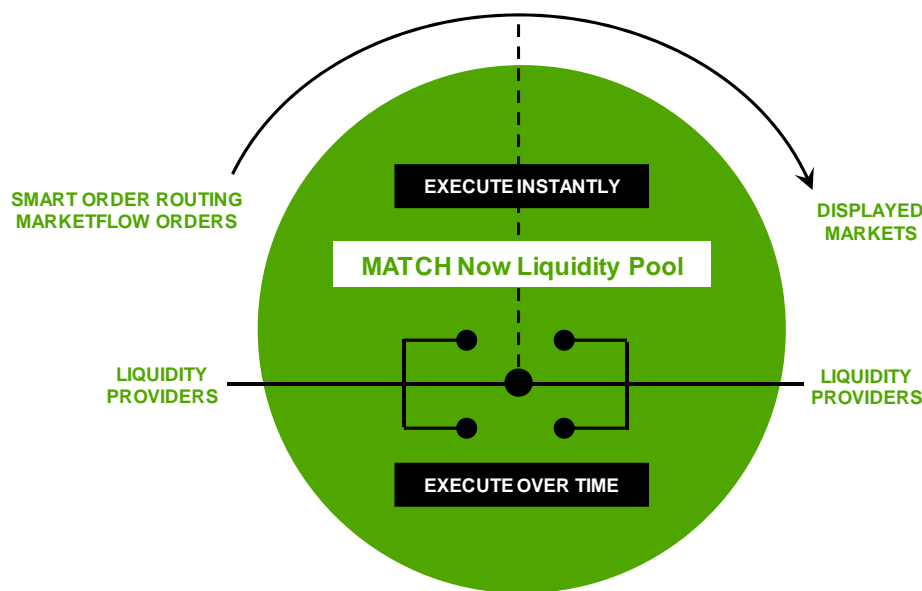 EXECUTE INSTANTLY
SMART ORDER ROUTING
MARKETFLOW ORDERS
DISPLAYED
MARKETS
MATCH Now Liquidity Pool
LIQUIDITY
PROVIDERS
LIQUIDITY
PROVIDERS
EXECUTE OVER TIME